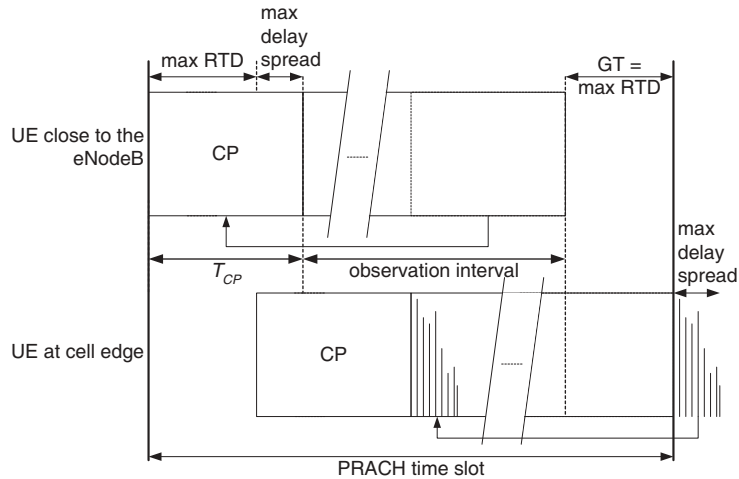 max
delay
spread
max RTD
GT =
max RTD
UE close to the
eNodeB
CP
max
delay
spread
T_CP
observation interval
UE at cell edge
CP
PRACH time slot